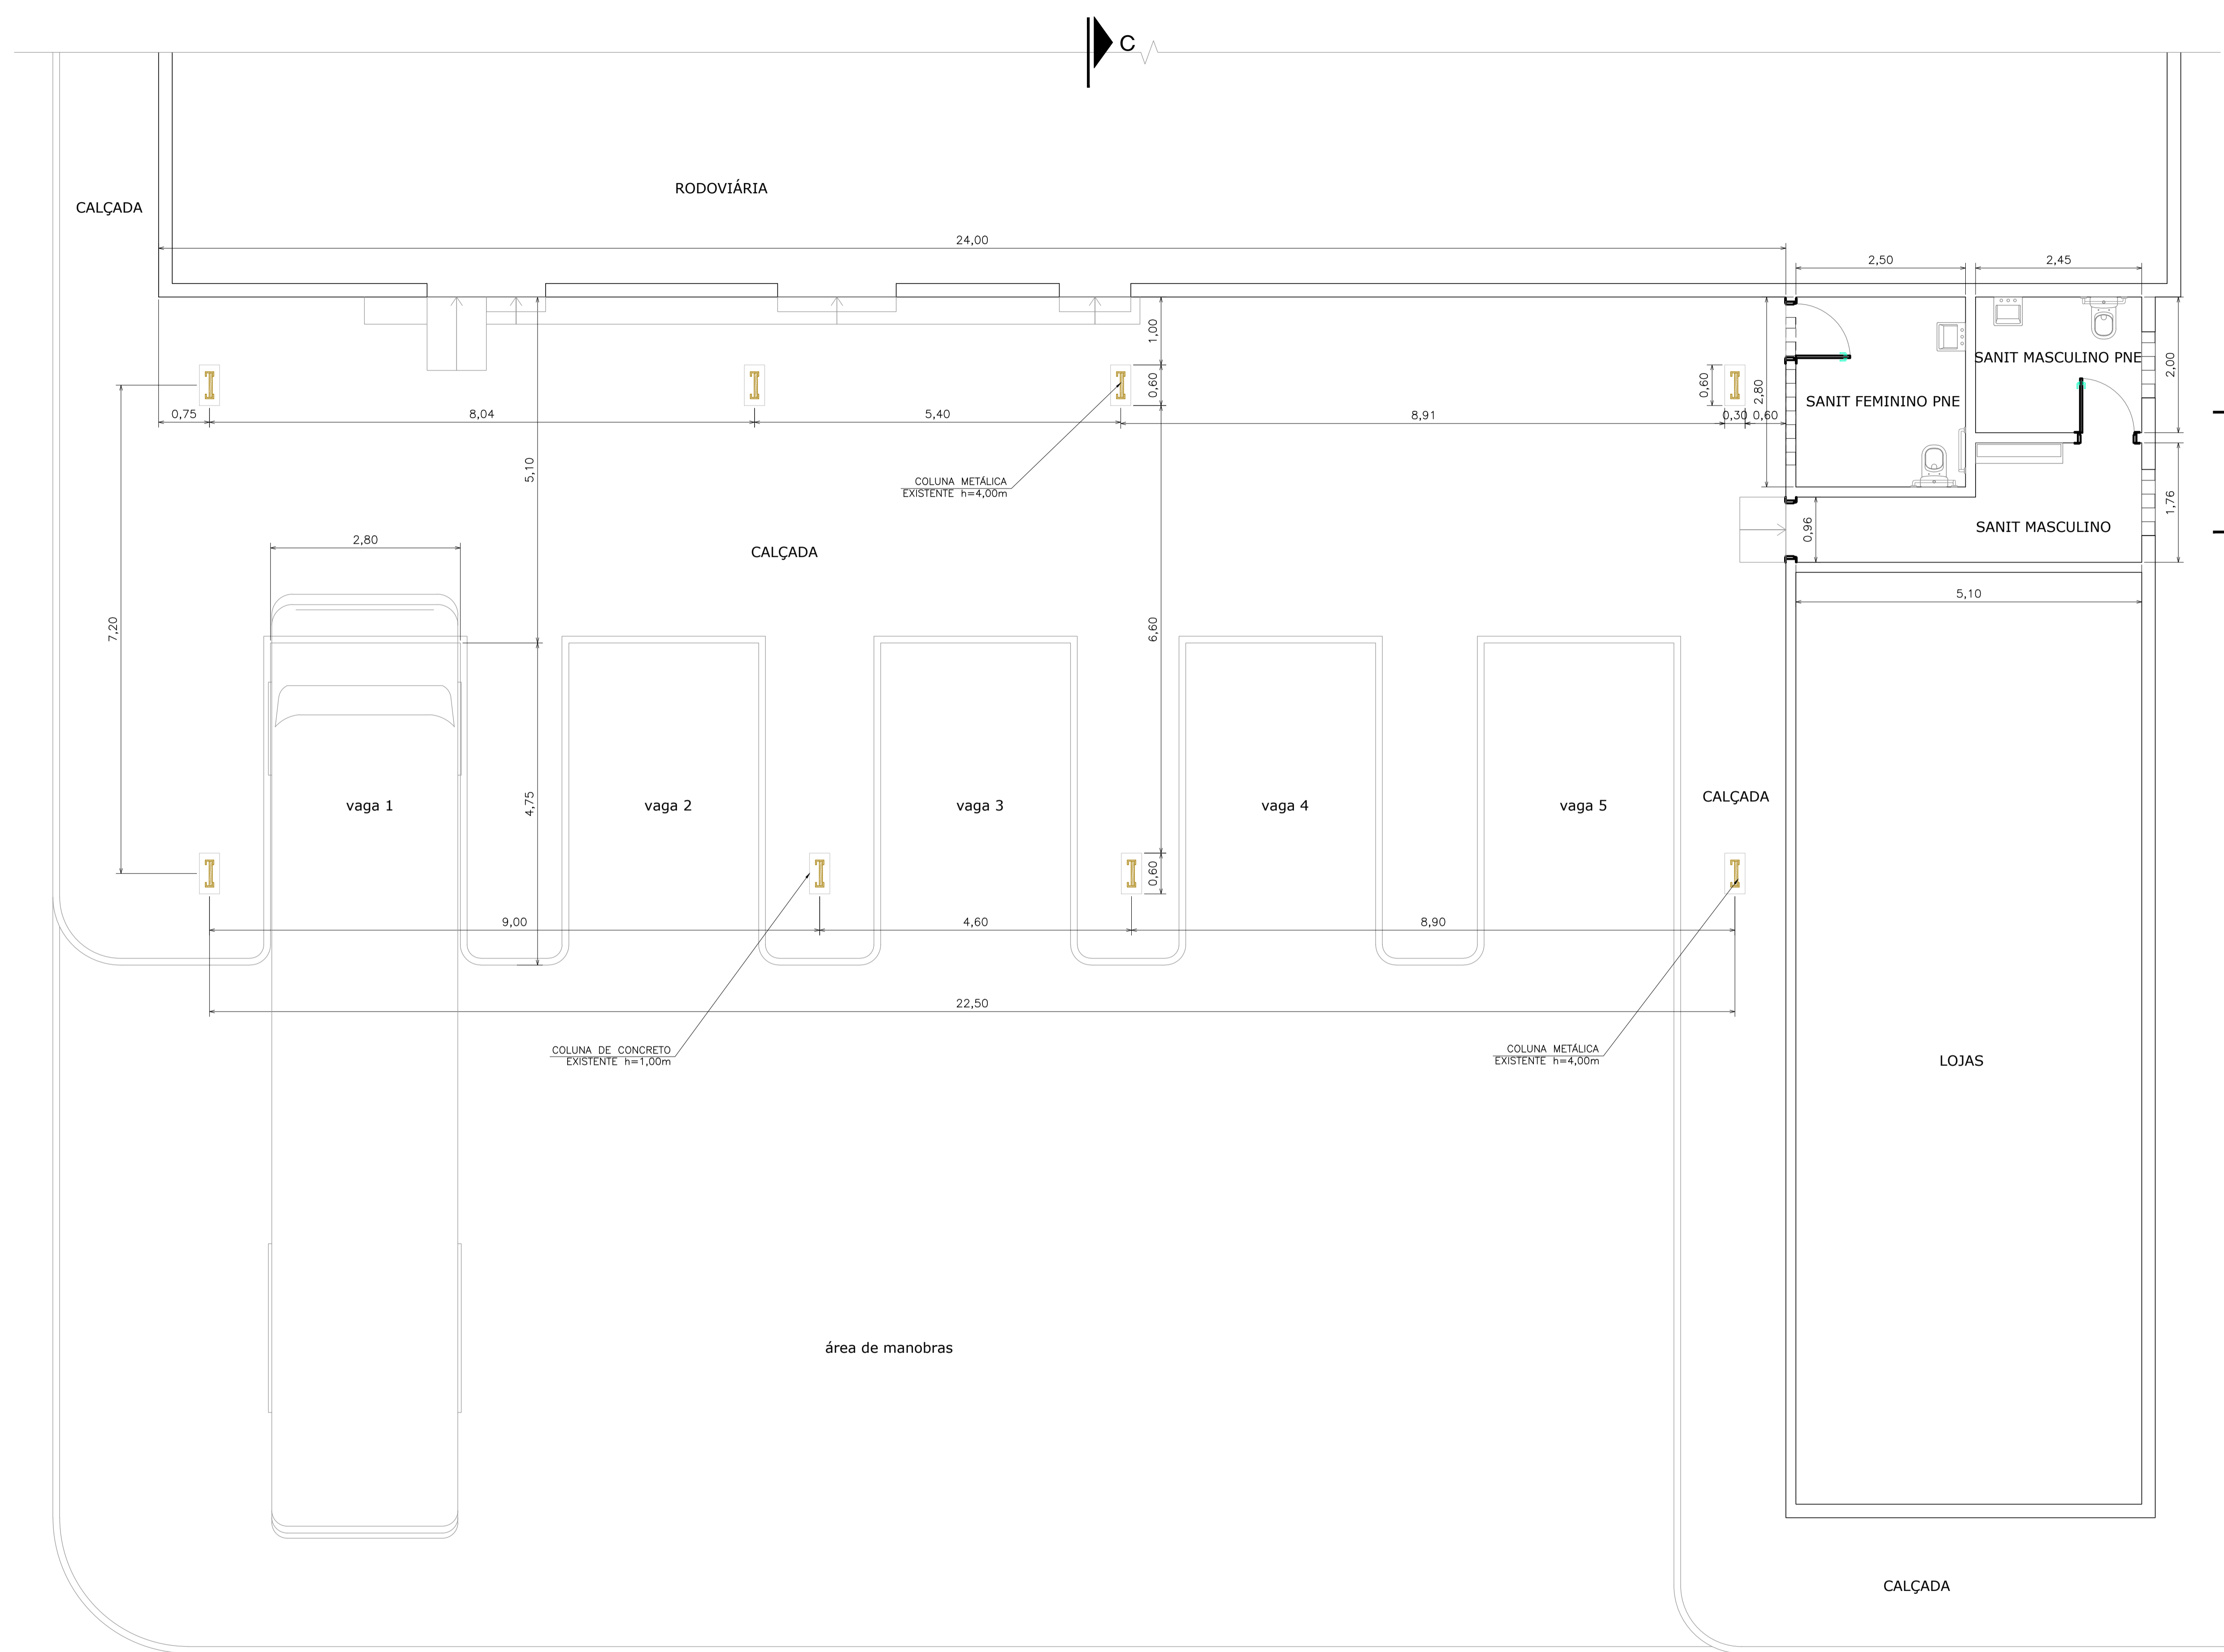 C
RODOVIÁRIA
CALÇADA
24,00
2,50
2,45
1,00
SANIT MASCULINO PNE
2,00
0,60
0,60
2,80
SANIT FEMININO PNE
0,75
8,04
5,40
8,91
0,30
0,60
5,10
COLUNA METÁLICA
EXISTENTE h=4,00m
1,76
0,96
SANIT MASCULINO
2,80
CALÇADA
5,10
7,20
6,60
4,75
vaga 1
vaga 2
vaga 3
vaga 4
vaga 5
CALÇADA
0,60
9,00
4,60
8,90
22,50
COLUNA DE CONCRETO
EXISTENTE h=1,00m
COLUNA METÁLICA
EXISTENTE h=4,00m
LOJAS
área de manobras
CALÇADA